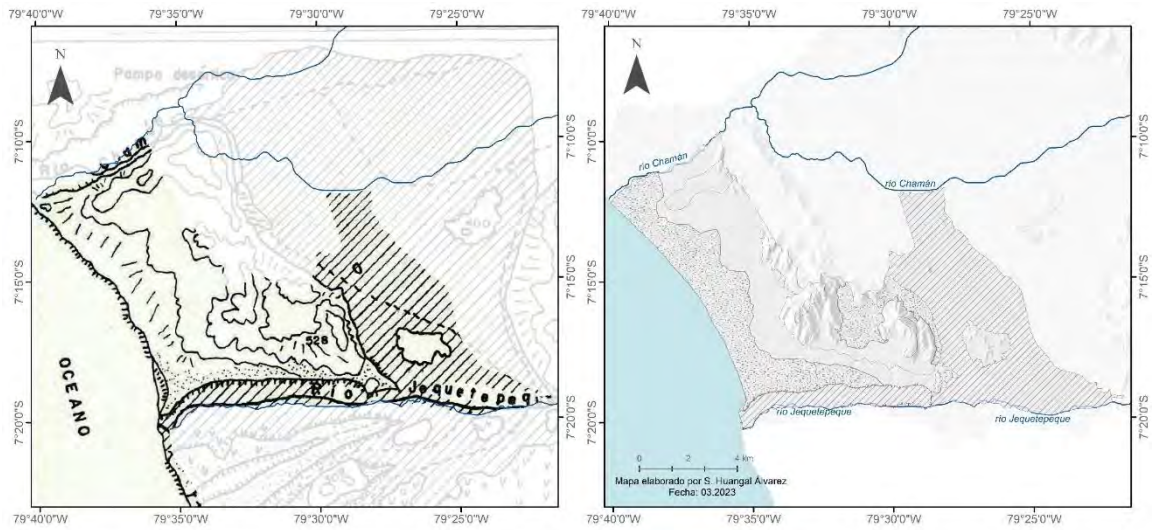 79°40'0"W 79°35'0"W 79°30'0"W 79°25'0"W
N
Pampa
7°10'0"S
RIO
7°15'0"S
528
OCEANO
R i o
Jequetepeq
7°20'0"S
79°40'0"W 79°35'0"W 79°30'0"W 79°25'0"W
79°40'0"W 79°35'0"W 79°30'0"W 79°25'0"W
N
7°10'0"S
río Chamán
río Chamán
7°15'0"S
río Jequetepeque
río Jequetepeque
7°20'0"S
0 2 4 km
Mapa elaborado por S. Huangal Álvarez
Fecha: 03.2023
79°40'0"W 79°35'0"W 79°30'0"W 79°25'0"W